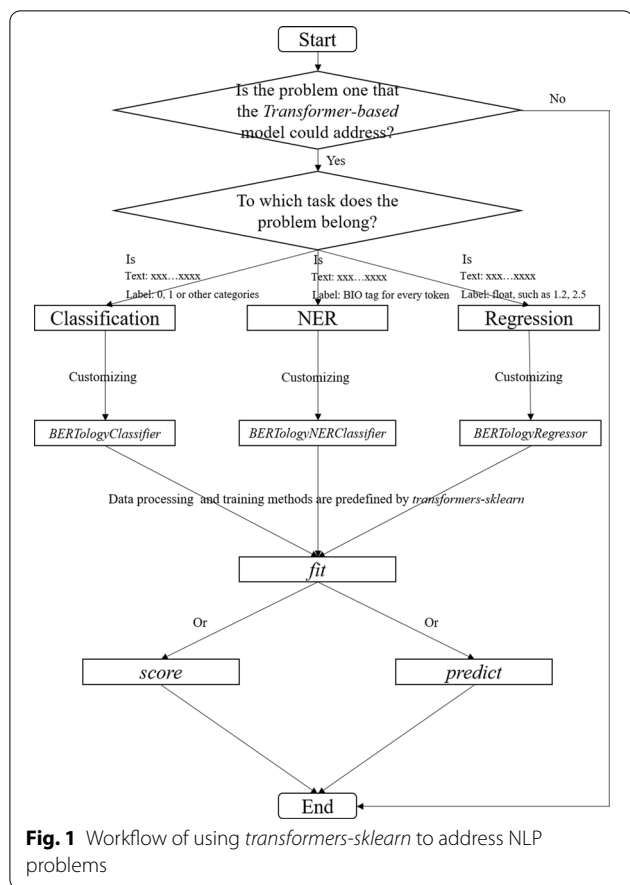 Start
Is the problem one that
the Transformer-based
model could address?
No
Yes
To which task does the
problem belong?
Is
Text: xxx...xxxx
Label: 0, 1 or other categories
Is
Text: xxx...xxxx
Label: BIO tag for every token
Is
Text: xxx...xxxx
Label: float, such as 1.2, 2.5
Classification
NER
Regression
Customizing
Customizing
Customizing
BERTologyClassifier
BERTologyNERClassifier
BERTologyRegressor
Data processing and training methods are predefined by transformers-sklearn
fit
Or
Or
score
predict
End
Fig. 1 Workflow of using transformers-sklearn to address NLP
problems